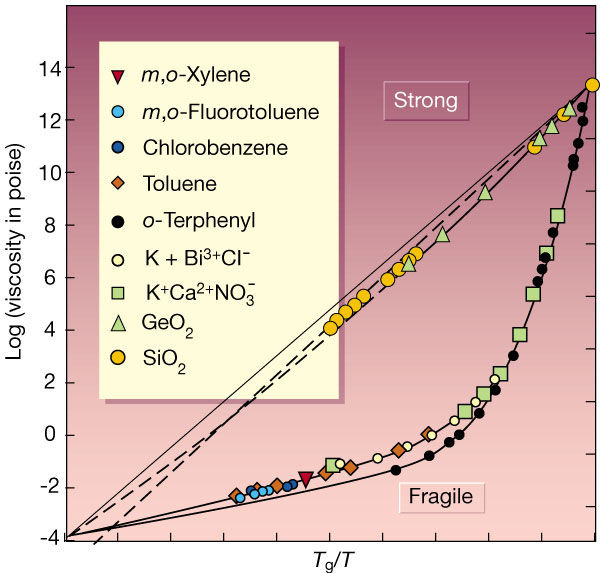 14
12
10
8
6
4
2
0
-2
-4
Log (viscosity in poise)
m,o-Xylene
m,o-Fluorotoluene
Chlorobenzene
Toluene
o-Terphenyl
K + Bi³⁺Cl⁻
K⁺Ca²⁺NO₃⁻
GeO₂
SiO₂
Strong
Fragile
Tg/T